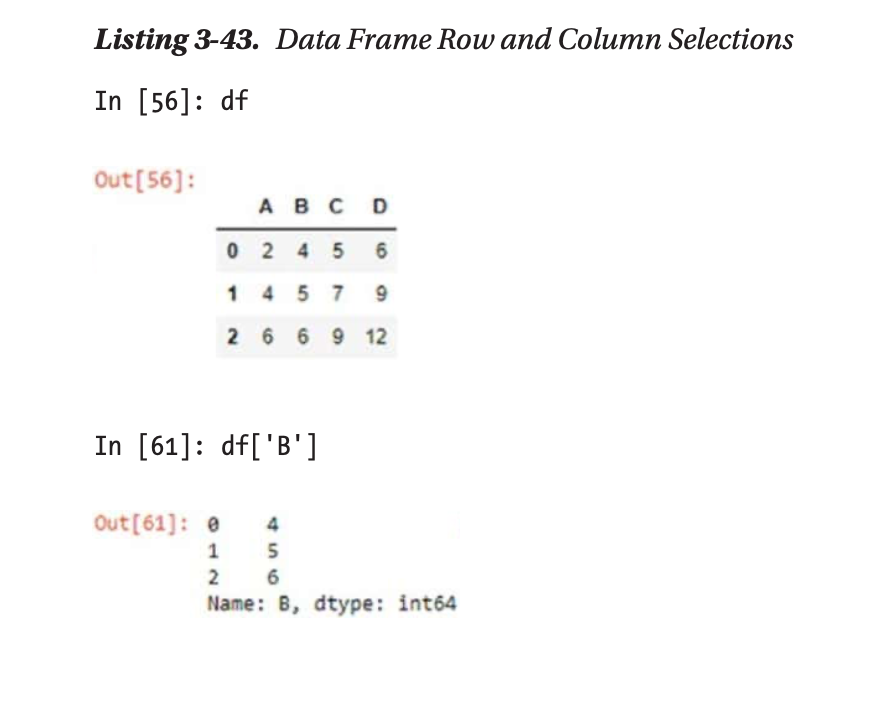 Listing 3-43. Data Frame Row and Column Selections
In [56]: df
Out[56]:
A B C D
0 2 4 5 6
1 4 5 7 9
2 6 6 9 12
In [61]: df['B']
Out[61]: 0 4
1 5
2 6
Name: B, dtype: int64